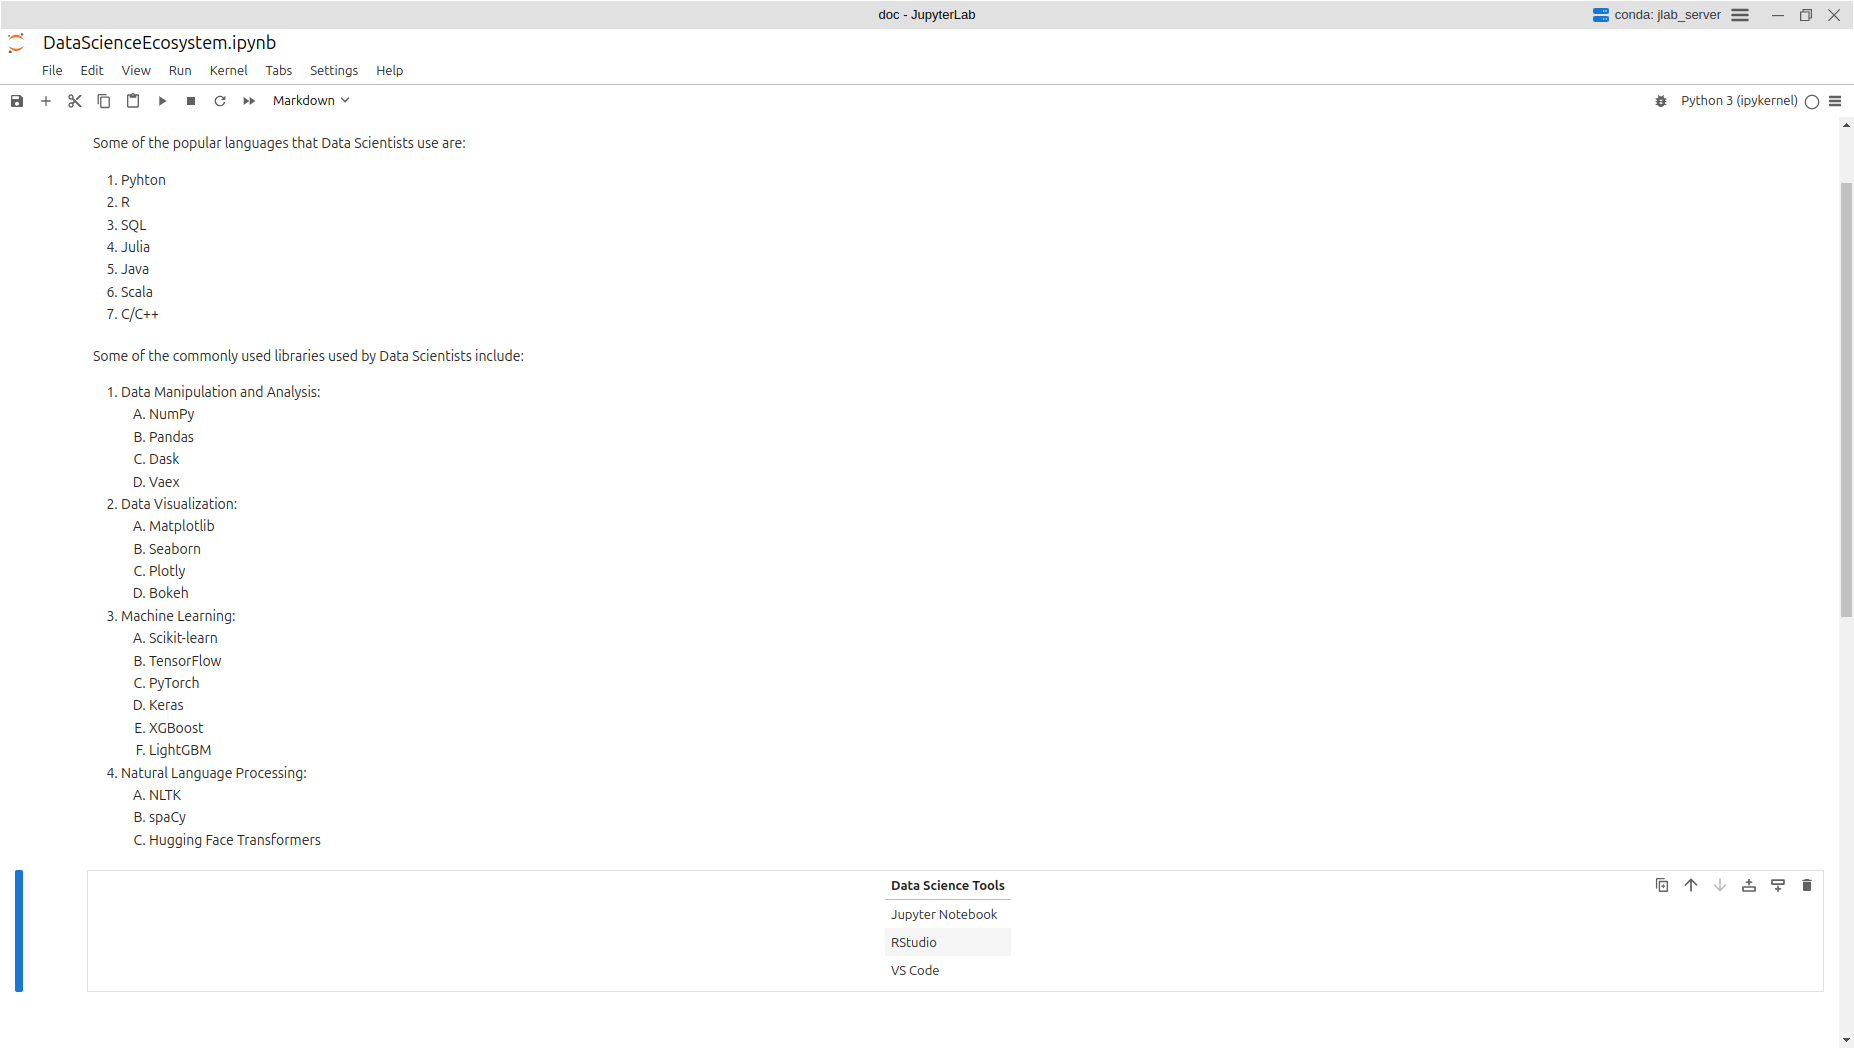 doc - JupyterLab
conda: jlab_server
DataScienceEcosystem.ipynb
File Edit View Run Kernel Tabs Settings Help
Markdown
Python 3 (ipykernel)
Some of the popular languages that Data Scientists use are:
1. Pyhton
2. R
3. SQL
4. Julia
5. Java
6. Scala
7. C/C++
Some of the commonly used libraries used by Data Scientists include:
1. Data Manipulation and Analysis:
A. NumPy
B. Pandas
C. Dask
D. Vaex
2. Data Visualization:
A. Matplotlib
B. Seaborn
C. Plotly
D. Bokeh
3. Machine Learning:
A. Scikit-learn
B. TensorFlow
C. PyTorch
D. Keras
E. XGBoost
F. LightGBM
4. Natural Language Processing:
A. NLTK
B. spaCy
C. Hugging Face Transformers
Data Science Tools
Jupyter Notebook
RStudio
VS Code